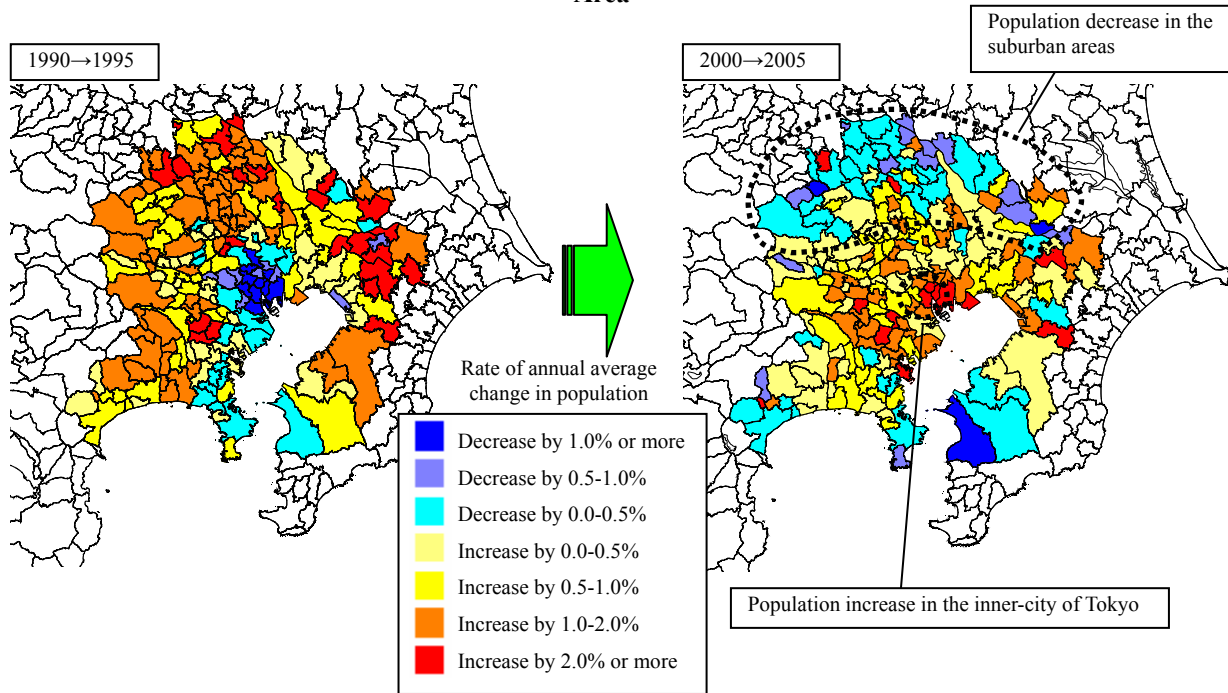 Area
1990→1995
2000→2005
Population decrease in the
suburban areas
Rate of annual average
change in population
Decrease by 1.0% or more
Decrease by 0.5-1.0%
Decrease by 0.0-0.5%
Increase by 0.0-0.5%
Increase by 0.5-1.0%
Increase by 1.0-2.0%
Increase by 2.0% or more
Population increase in the inner-city of Tokyo